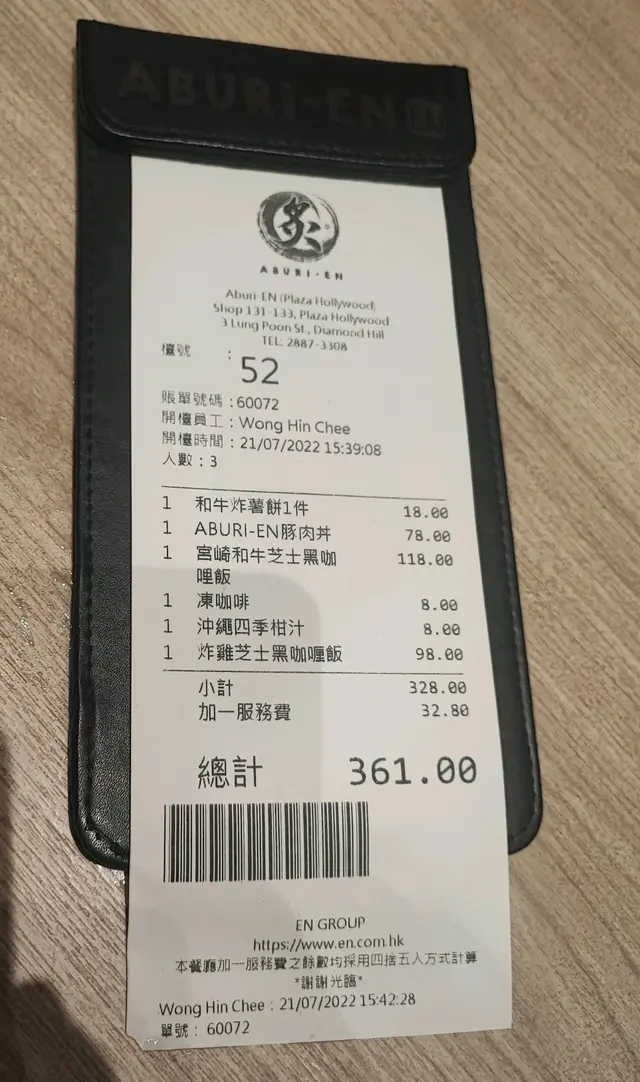 ABURI-EN
炙
ABURI-EN
Aburi-EN (Plaza Hollywood)
Shop 131-133, Plaza Hollywood
3 Lung Poon St., Diamond Hill
TEL: 2887-3308
檯號 : 52
賬單號碼 : 60072
開檯員工 : Wong Hin Chee
開檯時間 : 21/07/2022 15:39:08
人數 : 3
1 和牛炸薯餅1件 18.00
1 ABURI-EN豚肉丼 78.00
1 宮崎和牛芝士黑咖 118.00
哩飯
1 凍咖啡 8.00
1 沖繩四季柑汁 8.00
1 炸雞芝士黑咖喱飯 98.00
小計 328.00
加一服務費 32.80
總計 361.00
EN GROUP
https://www.en.com.hk
本餐廳加一服務費之餘數均採用四捨五入方式計算
*謝謝光臨*
Wong Hin Chee : 21/07/2022 15:42:28
單號 : 60072